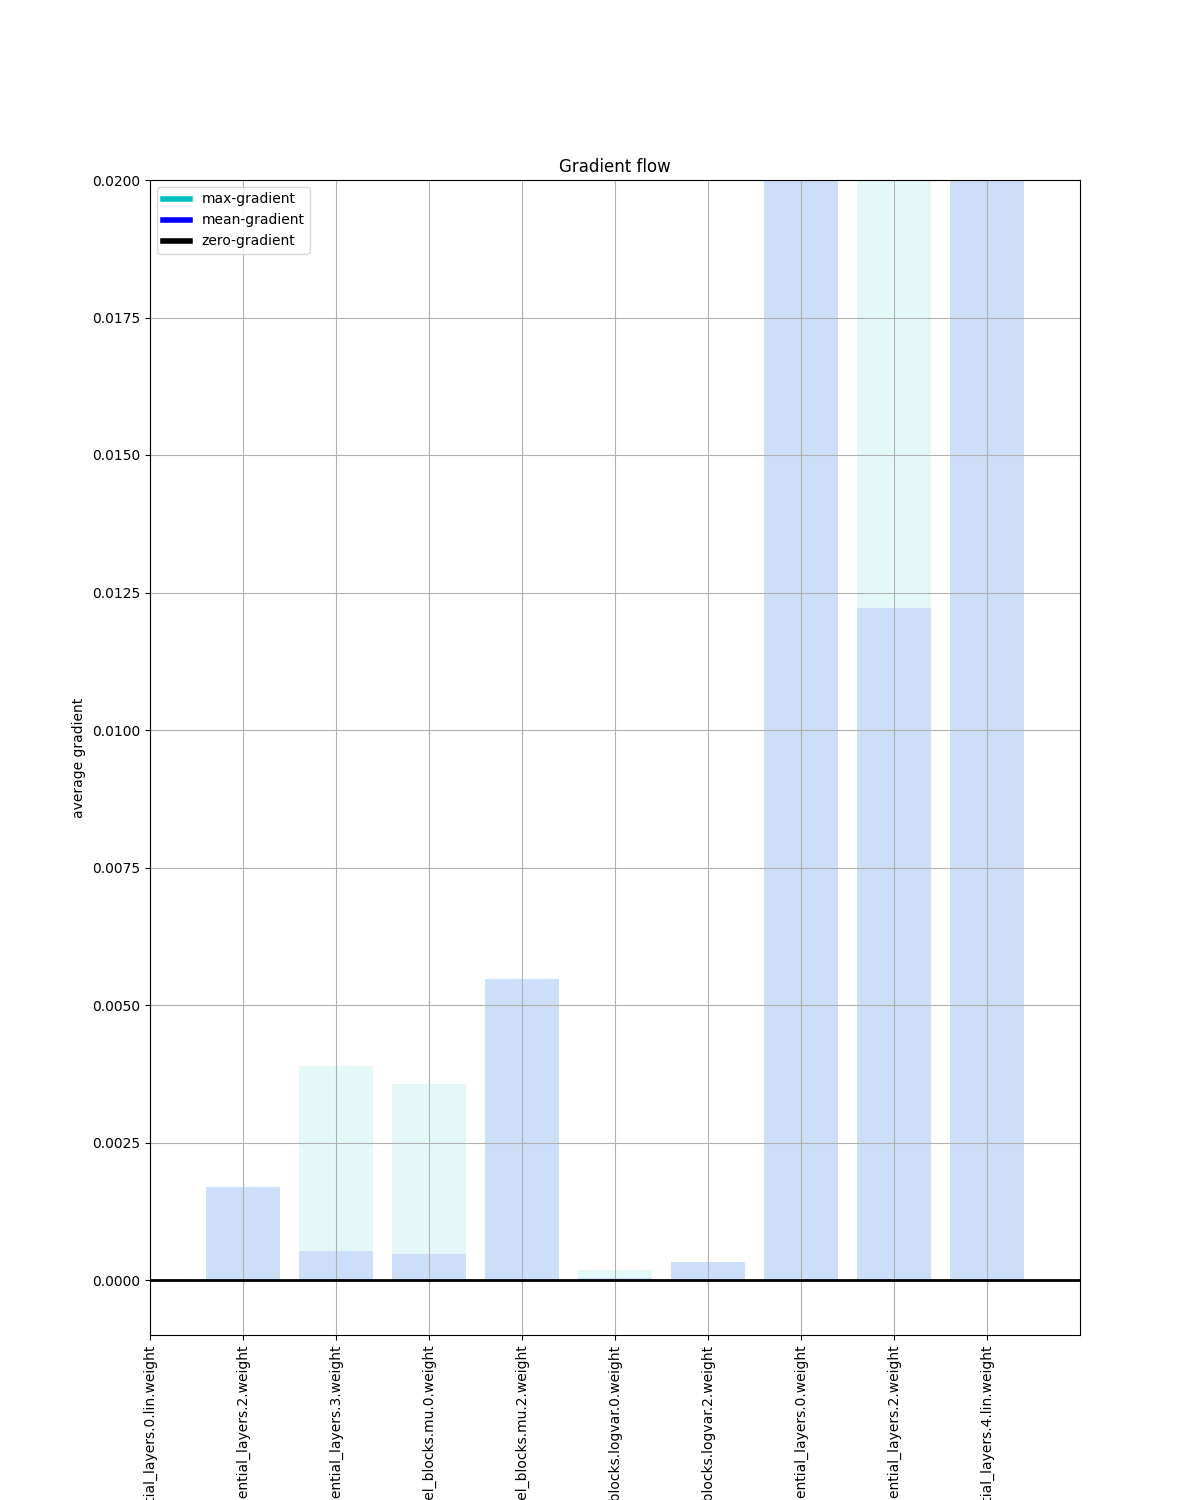 Gradient flow
max-gradient
mean-gradient
zero-gradient
0.0200
0.0175
0.0150
0.0125
0.0100
0.0075
0.0050
0.0025
0.0000
average gradient
tial_layers.0.lin.weight
ential_layers.2.weight
ential_layers.3.weight
el_blocks.mu.0.weight
el_blocks.mu.2.weight
blocks.logvar.0.weight
blocks.logvar.2.weight
ential_layers.0.weight
ential_layers.2.weight
tial_layers.4.lin.weight